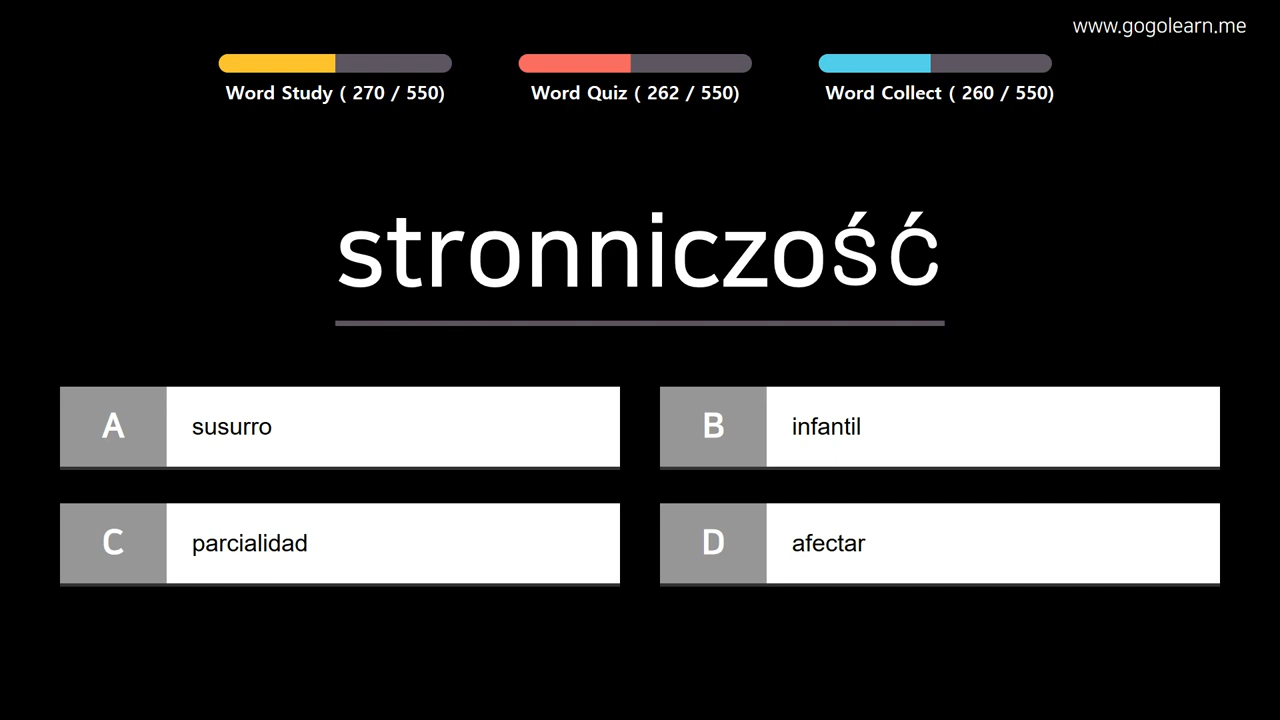 www.gogolearn.me
Word Study ( 270 / 550)
Word Quiz ( 262 / 550)
Word Collect ( 260 / 550)
stronniczość
A
susurro
B
infantil
C
parcialidad
D
afectar